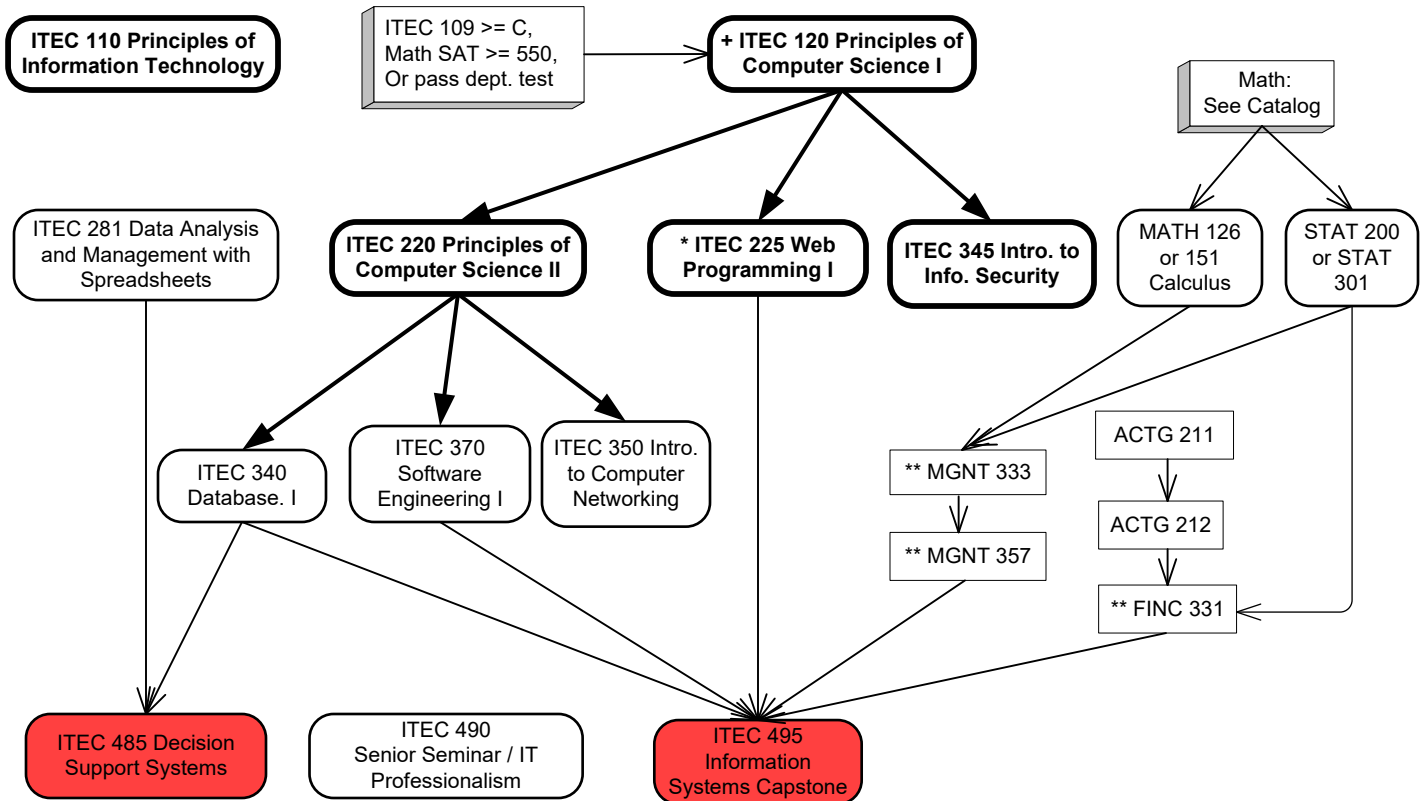 ITEC 110 Principles of
Information Technology
ITEC 109 >= C,
Math SAT >= 550,
Or pass dept. test
+ ITEC 120 Principles of
Computer Science I
Math:
See Catalog
ITEC 281 Data Analysis
and Management with
Spreadsheets
ITEC 220 Principles of
Computer Science II
* ITEC 225 Web
Programming I
ITEC 345 Intro. to
Info. Security
MATH 126
or 151
Calculus
STAT 200
or STAT
301
ITEC 340
Database. I
ITEC 370
Software
Engineering I
ITEC 350 Intro.
to Computer
Networking
** MGNT 333
ACTG 211
** MGNT 357
ACTG 212
** FINC 331
ITEC 485 Decision
Support Systems
ITEC 490
Senior Seminar / IT
Professionalism
ITEC 495
Information
Systems Capstone